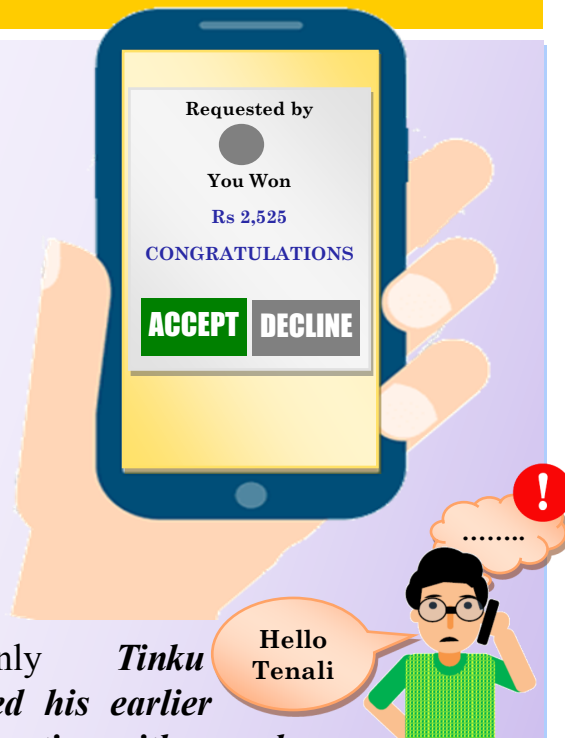 Requested by
You Won
Rs 2,525
CONGRATULATIONS
ACCEPT DECLINE
!
........
Hello
Tenali
Tinku
his earlier